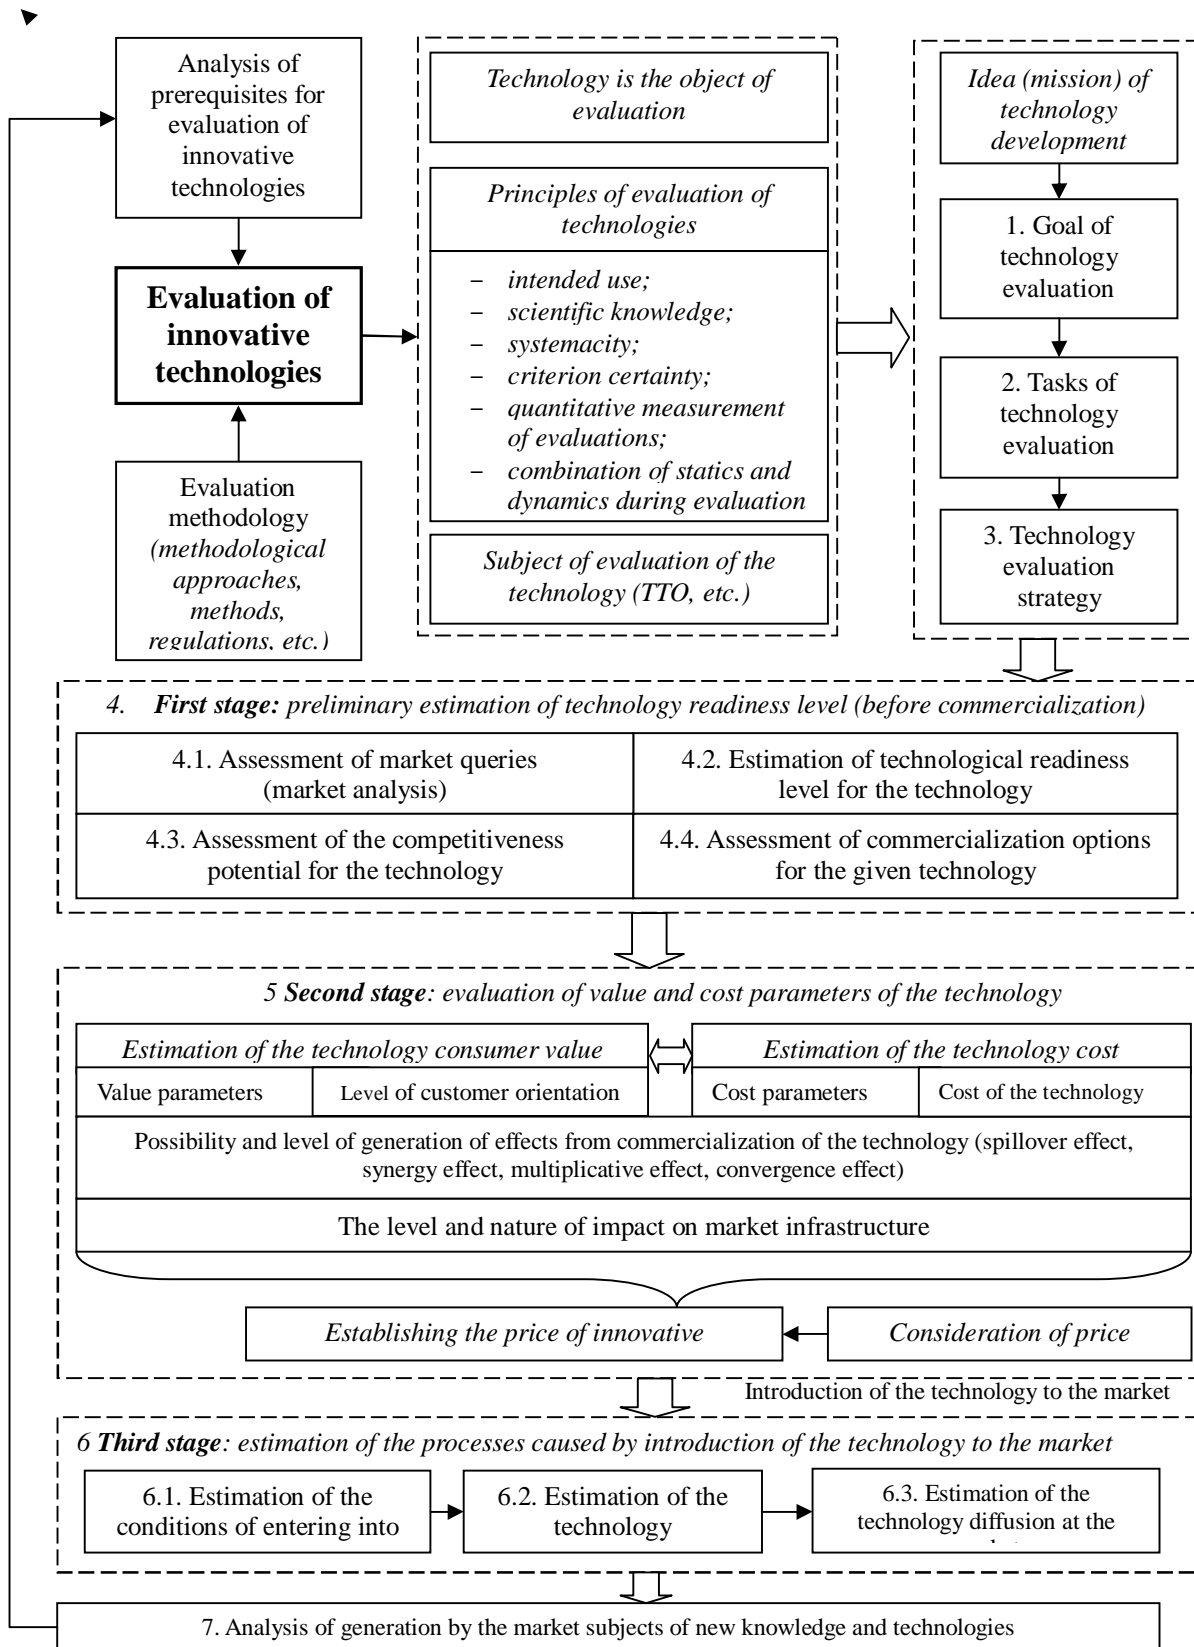 Analysis of
prerequisites for
evaluation of
innovative
technologies
Evaluation of
innovative
technologies
Evaluation
methodology
(methodological
approaches,
methods,
regulations, etc.)
Technology is the object of
evaluation
Principles of evaluation of
technologies
– intended use;
– scientific knowledge;
– systemacity;
– criterion certainty;
– quantitative measurement
of evaluations;
– combination of statics and
dynamics during evaluation
Subject of evaluation of the
technology (TTO, etc.)
Idea (mission) of
technology
development
1. Goal of
technology
evaluation
2. Tasks of
technology
evaluation
3. Technology
evaluation
strategy
4. First stage: preliminary estimation of technology readiness level (before commercialization)
4.1. Assessment of market queries
(market analysis)
4.2. Estimation of technological readiness
level for the technology
4.3. Assessment of the competitiveness
potential for the technology
4.4. Assessment of commercialization options
for the given technology
5 Second stage: evaluation of value and cost parameters of the technology
Estimation of the technology consumer value
Estimation of the technology cost
Value parameters
Level of customer orientation
Cost parameters
Cost of the technology
Possibility and level of generation of effects from commercialization of the technology (spillover effect,
synergy effect, multiplicative effect, convergence effect)
The level and nature of impact on market infrastructure
Establishing the price of innovative
Consideration of price
Introduction of the technology to the market
6 Third stage: estimation of the processes caused by introduction of the technology to the market
6.1. Estimation of the
conditions of entering into
6.2. Estimation of the
technology
6.3. Estimation of the
technology diffusion at the
7. Analysis of generation by the market subjects of new knowledge and technologies